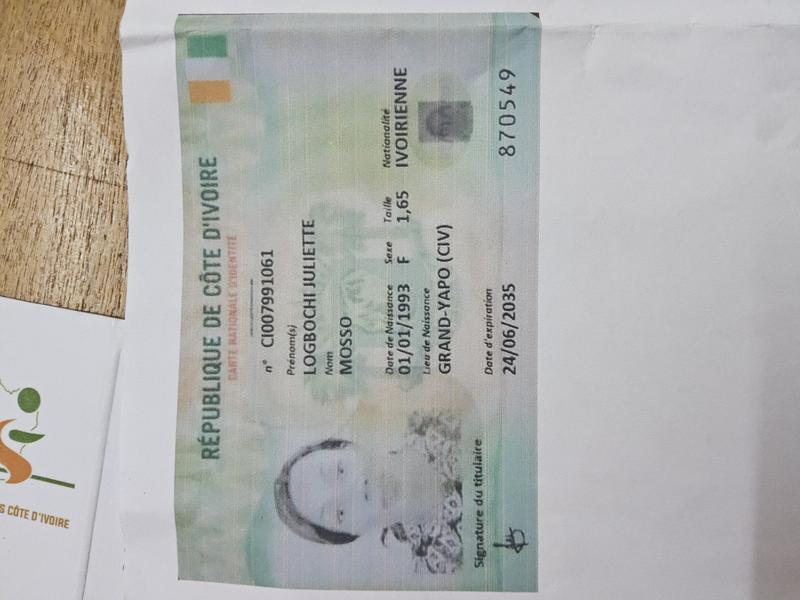 RÉPUBLIQUE DE CÔTE D'IVOIRE
CARTE NATIONALE D'IDENTITÉ
n° CI007991061
Prénom(s)
LOGBOCHI JULIETTE
Nom
MOSSO
Date de Naissance Sexe Taille Nationalité
01/01/1993 F 1,65 IVOIRIENNE
Lieu de Naissance
GRAND-YAPO (CIV)
Date d'expiration
24/06/2035
870549
Signature du titulaire
S CÔTE D'IVOIRE